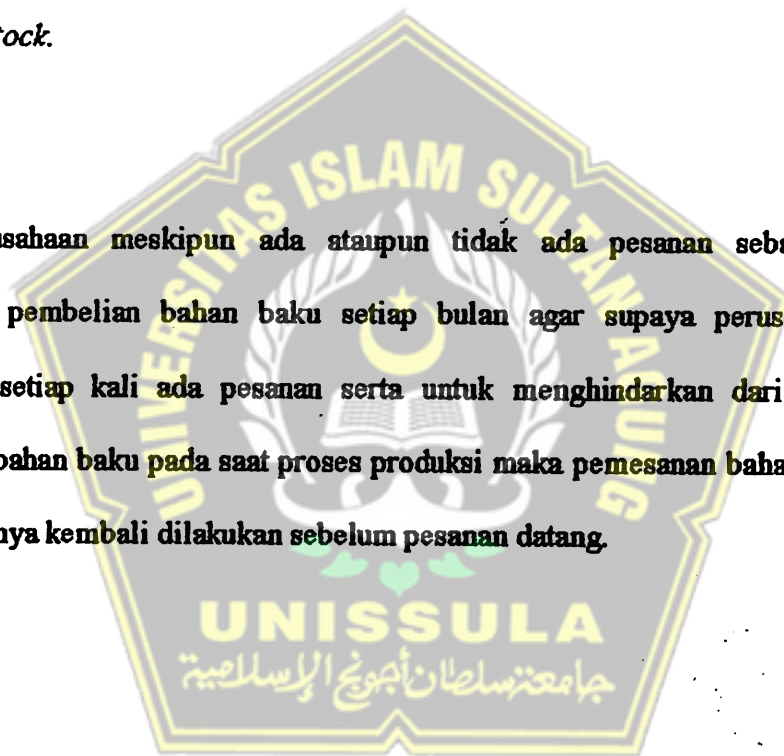 tock.
UNIVERSITAS ISLAM SULTAN AGUNG
usahaan meskipun ada ataupun tidak ada pesanan seba
pembelian bahan baku setiap bulan agar supaya perus
setiap kali ada pesanan serta untuk menghindarkan dari
bahan baku pada saat proses produksi maka pemesanan baha
nya kembali dilakukan sebelum pesanan datang.
UNISSULA
جامعنزسلطان أجونج الإسلامية